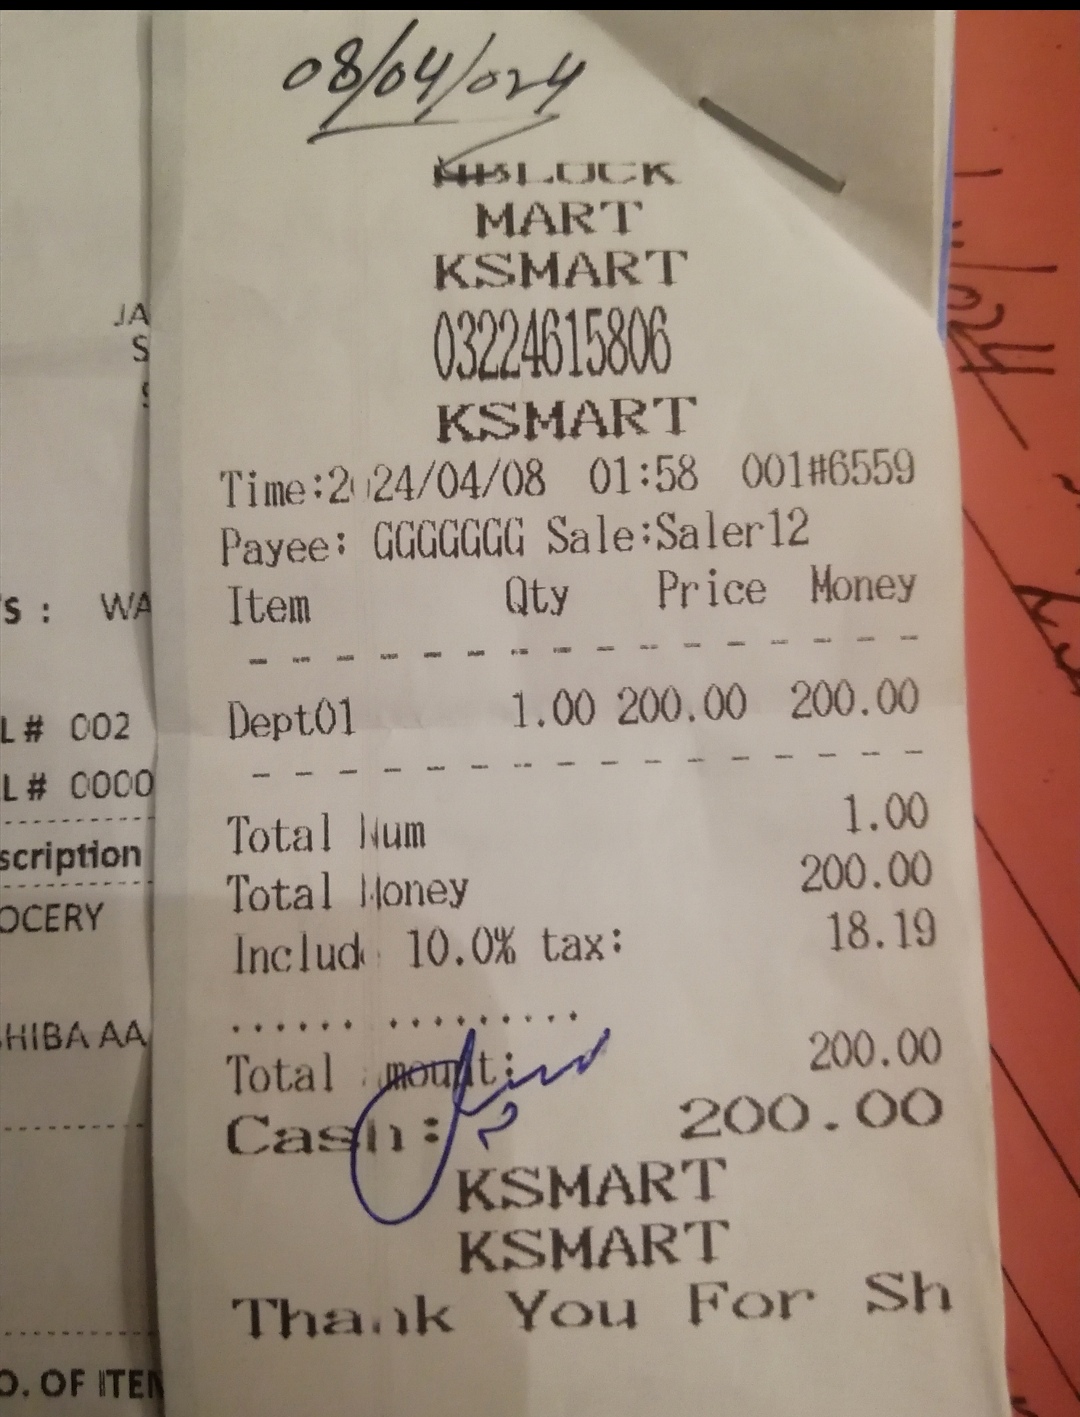 08/04/024
BLOCK
MART
KSMART
03224615806
KSMART
Time:2024/04/08 01:58 001#6559
Payee: GGGGGGG Sale:Saler12
Item Qty Price Money
Dept01 1.00 200.00 200.00
Total Num 1.00
Total Money 200.00
Includ 10.0% tax: 18.19
Total mount: 200.00
Cash: 200.00
KSMART
KSMART
Thank You For Sh
JA
S
S : WA
L# 002
L# 0000
scription
OCERY
HIBA AA
O. OF ITEM